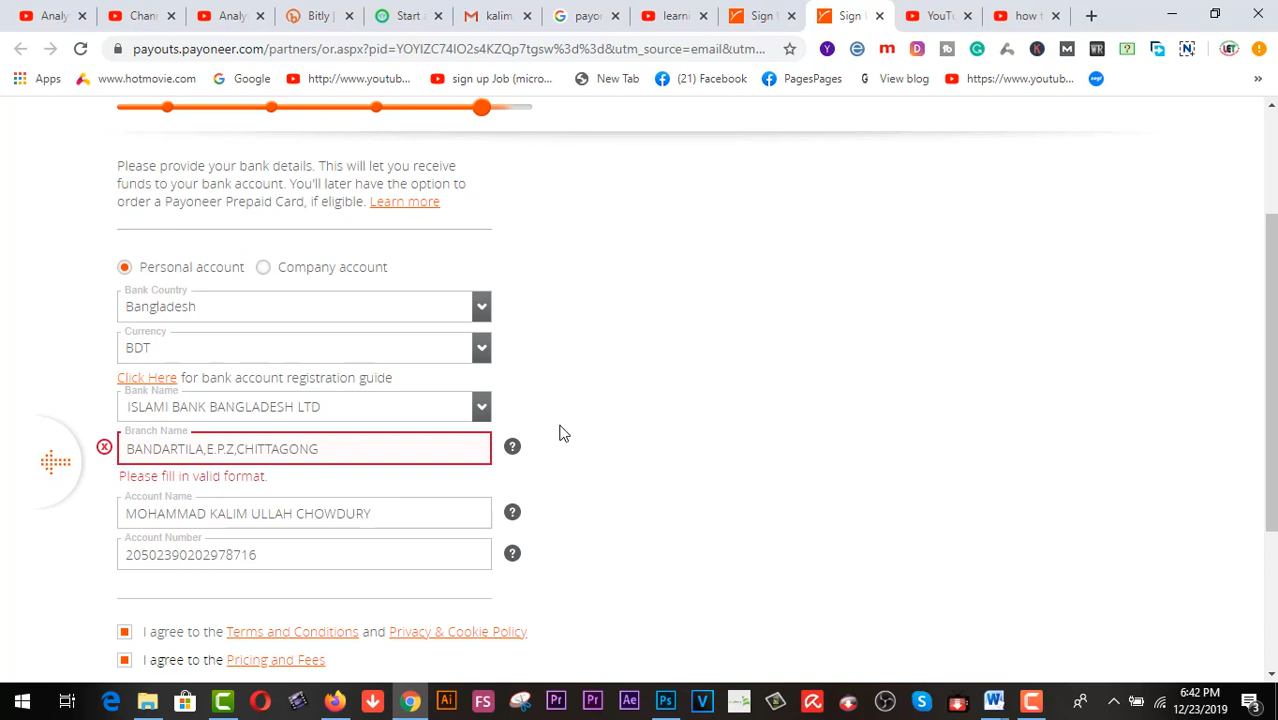 Analy
Chann
Analy
Bitly |
Start a
kalim,
payon
learni
Sign U
Sign U
YouTu
how t
payouts.payoneer.com/partners/or.aspx?pid=YOYIZC74IO2s4KZQp7tgsw%3d%3d&utm_source=email&utm...
Apps
www.hotmovie.com
Google
http://www.youtub...
sign up Job (micro...
New Tab
(21) Facebook
PagesPages
View blog
https://www.youtub...
»
Please provide your bank details. This will let you receive
funds to your bank account. You'll later have the option to
order a Payoneer Prepaid Card, if eligible. Learn more
Personal account Company account
Bank Country
Bangladesh
Currency
BDT
Click Here for bank account registration guide
Bank Name
ISLAMI BANK BANGLADESH LTD
Branch Name
BANDARTILA,E.P.Z,CHITTAGONG
Please fill in valid format.
Account Name
MOHAMMAD KALIM ULLAH CHOWDURY
Account Number
20502390202978716
I agree to the Terms and Conditions and Privacy & Cookie Policy
I agree to the Pricing and Fees
6:42 PM
12/23/2019